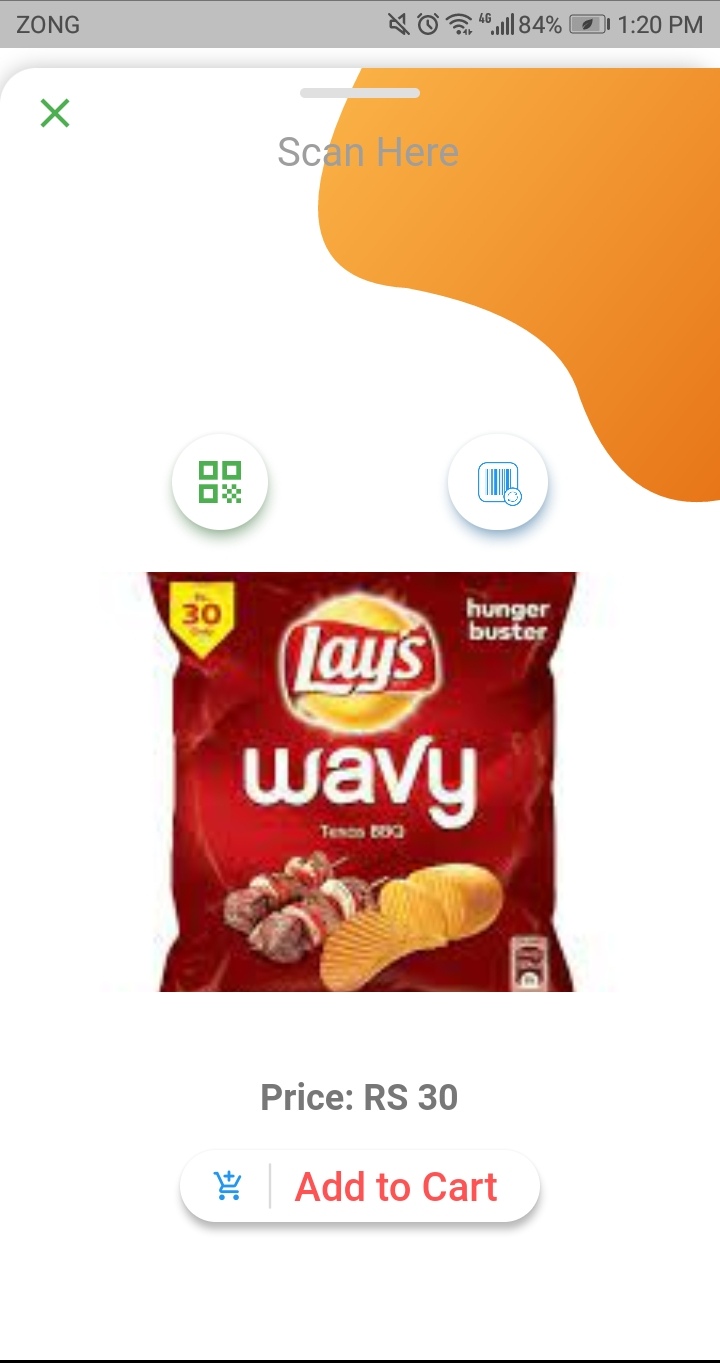 ZONG 4G 84% 1:20 PM
Scan Here
30
Lay's
hunger
buster
wavy
Texas BBQ
Price: RS 30
Add to Cart